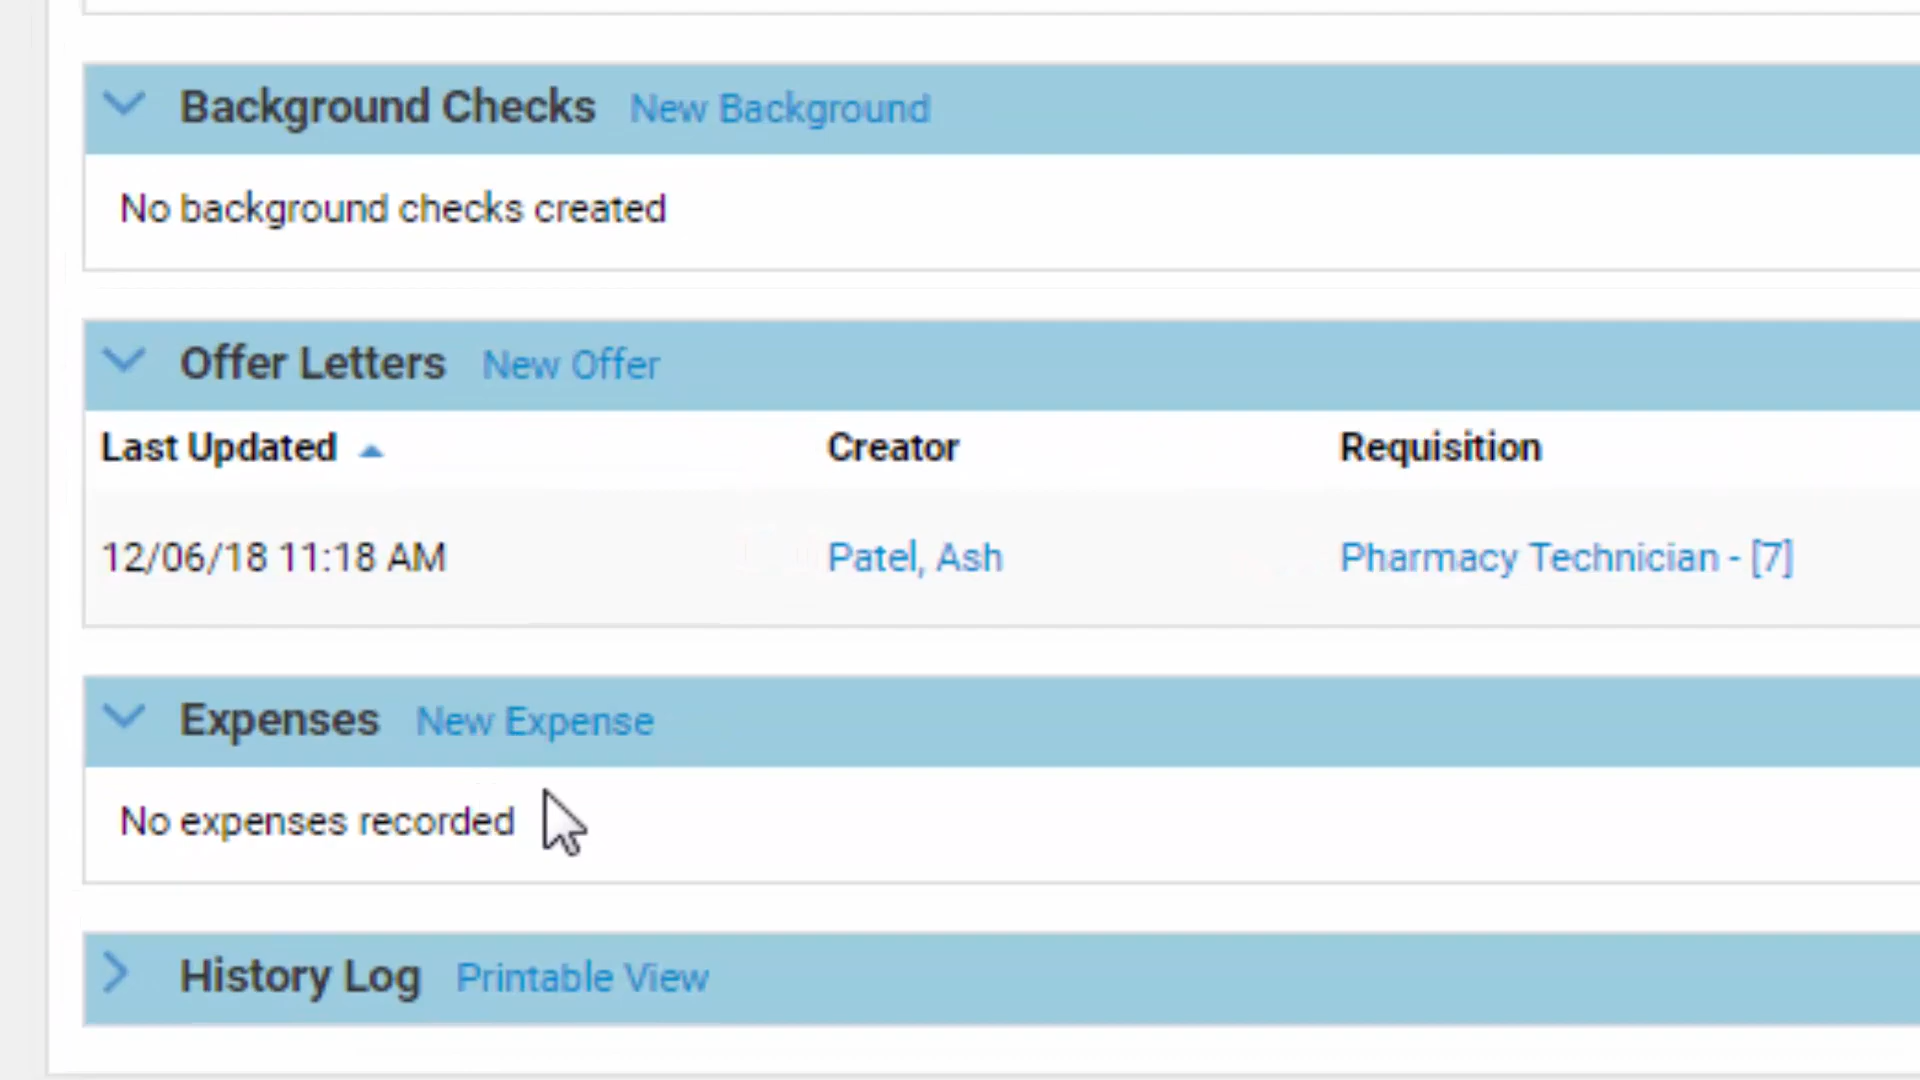 Background Checks New Background
No background checks created
Offer Letters New Offer
Last Updated Creator Requisition
12/06/18 11:18 AM Patel, Ash Pharmacy Technician - [7]
Expenses New Expense
No expenses recorded
History Log Printable View